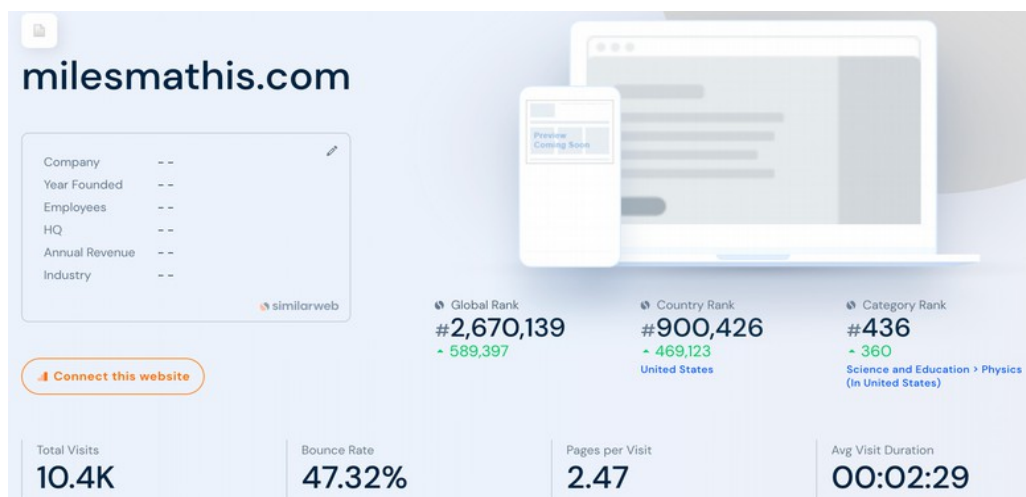 milesmathis.com
Preview
Coming Soon
Company --
Year Founded --
Employees --
HQ --
Annual Revenue --
Industry --
similarweb
Connect this website
Global Rank
#2,670,139
589,397
Country Rank
#900,426
469,123
United States
Category Rank
#436
360
Science and Education > Physics
(In United States)
Total Visits
10.4K
Bounce Rate
47.32%
Pages per Visit
2.47
Avg Visit Duration
00:02:29